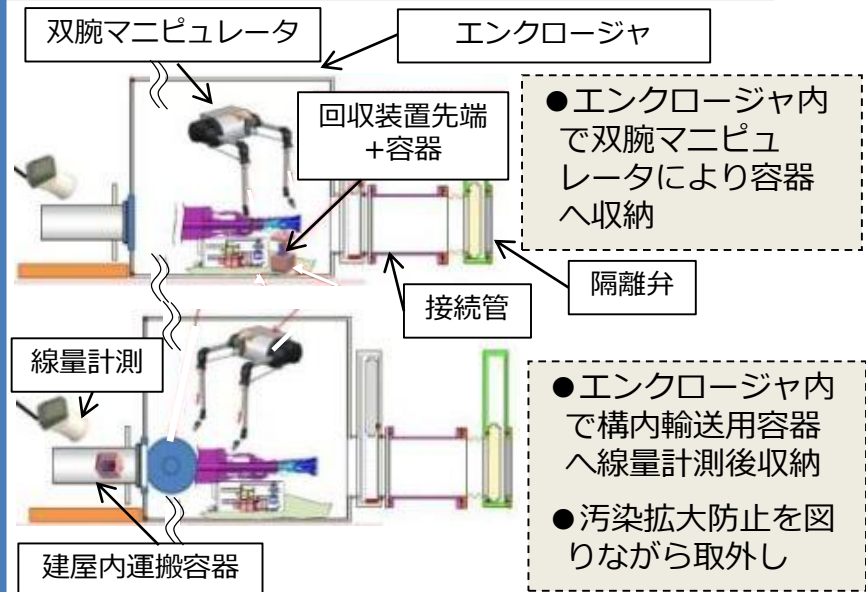 双腕マニピュレータ
エンクロージャ
回収装置先端
+容器
●エンクロージャ内
で双腕マニピュ
レータにより容器
へ収納
隔離弁
接続管
線量計測
●エンクロージャ内
で構内輸送用容器
へ線量計測後収納
●汚染拡大防止を図
りながら取外し
建屋内運搬容器